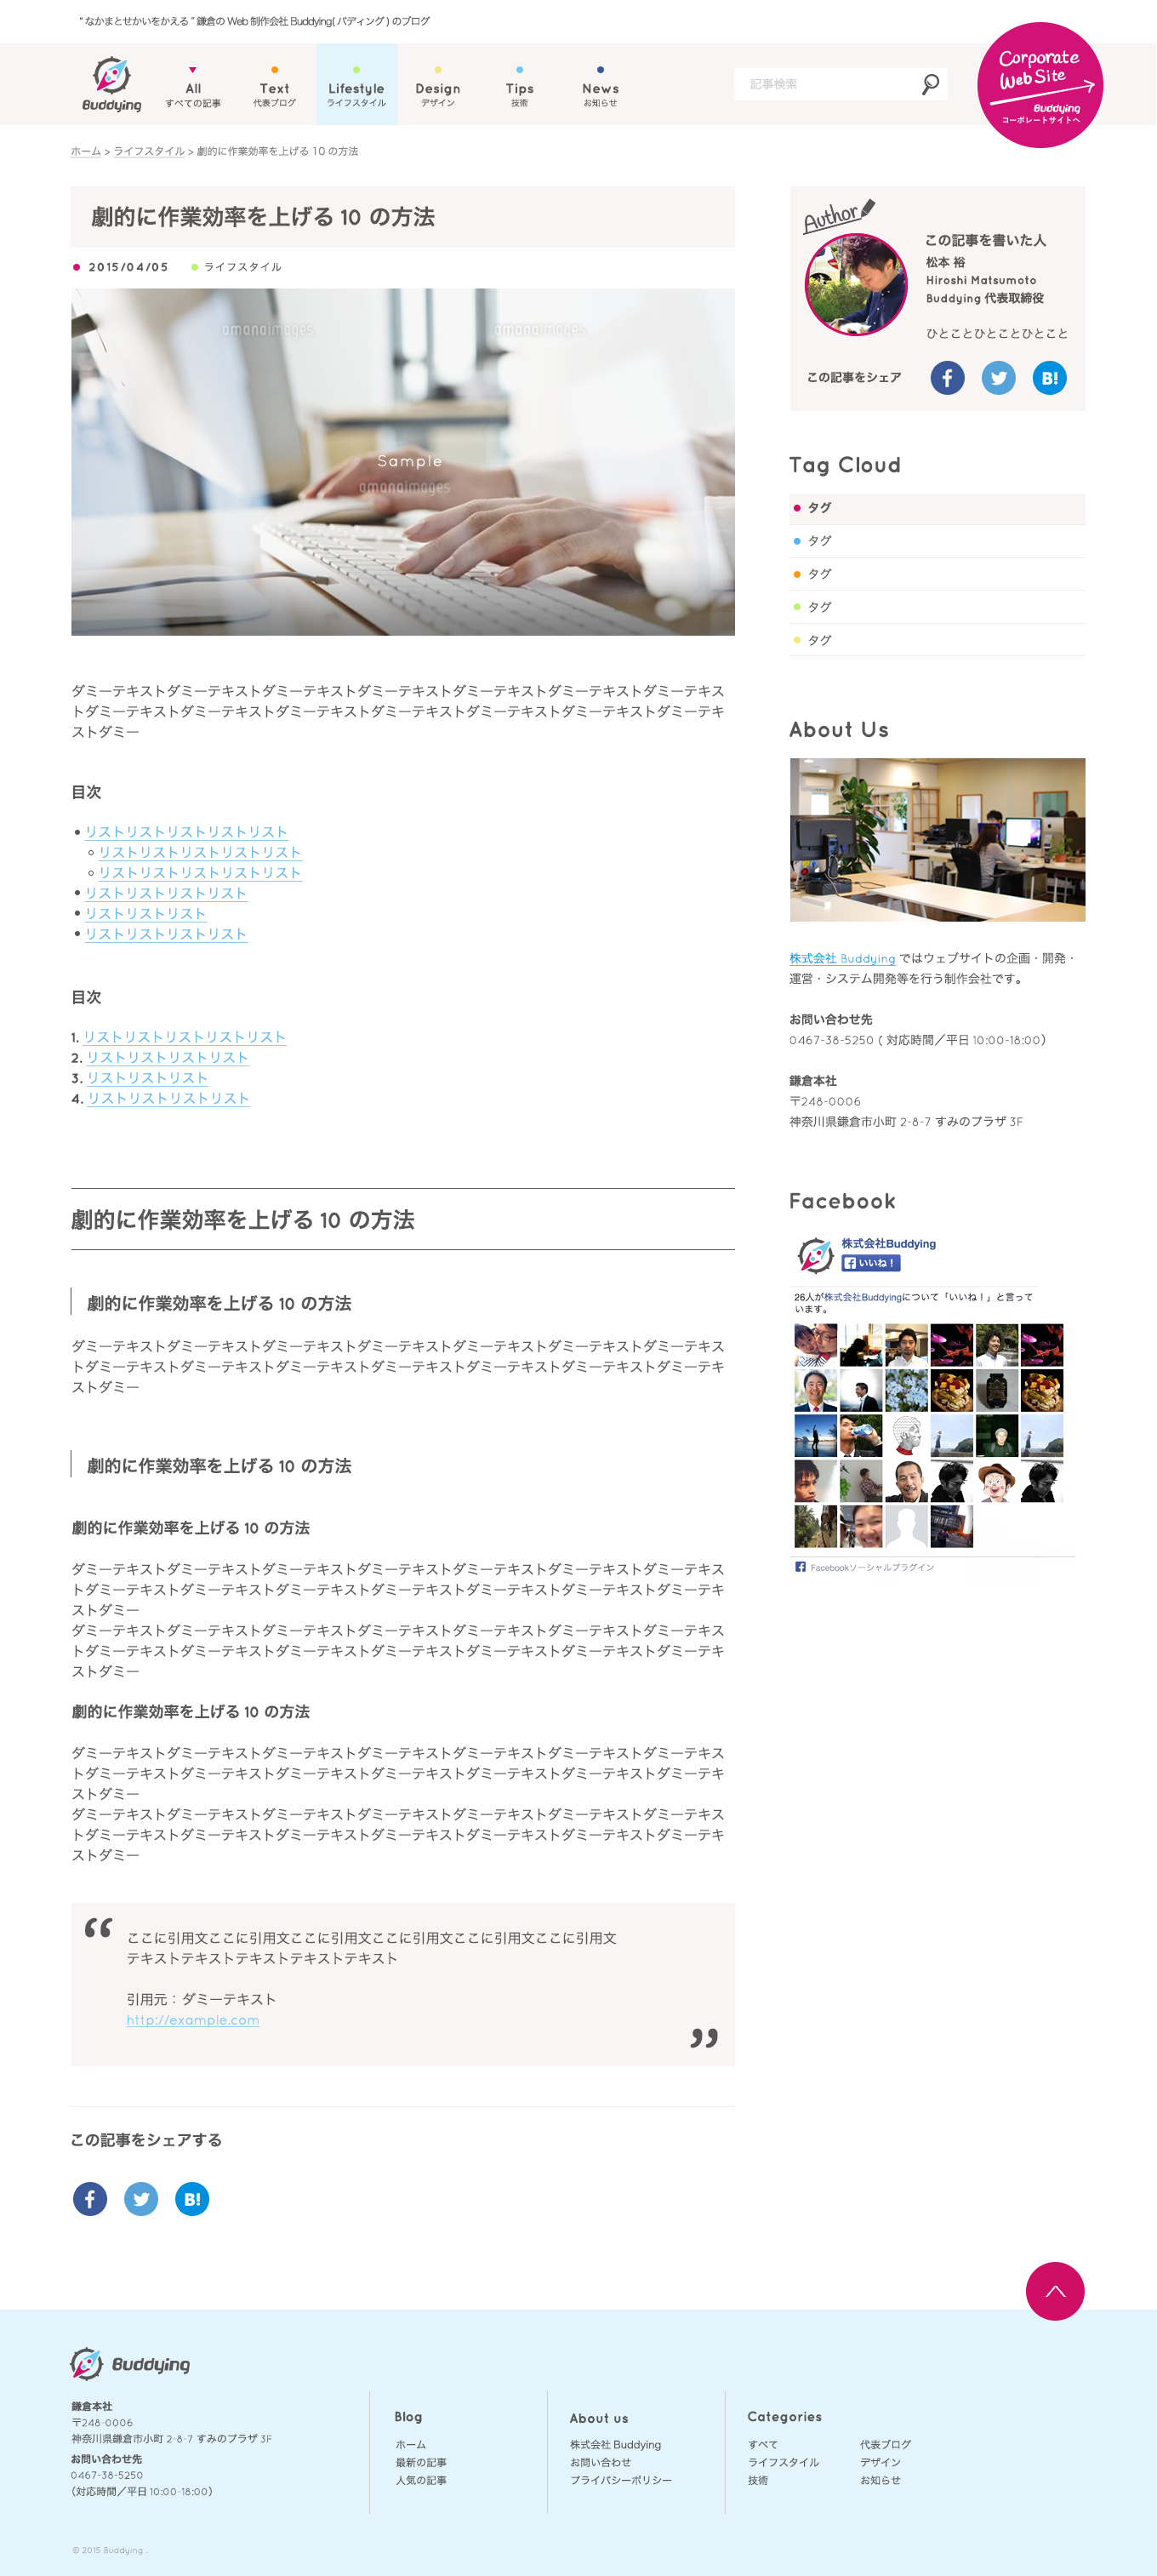 “ なかまとせかいをかえる ” 鎌倉の Web 制作会社 Buddying( バディング ) のブログ
Buddying
All
すべての記事
Text
代表ブログ
Lifestyle
ライフスタイル
Design
デザイン
Tips
技術
News
お知らせ
記事検索
Corporate
Web Site
Buddying
コーポレートサイトへ
ホーム > ライフスタイル > 劇的に作業効率を上げる 10 の方法
劇的に作業効率を上げる 10 の方法
2015/04/05 ライフスタイル
amanaimages amanaimages
Sample
amanaimages
ダミーテキストダミーテキストダミーテキストダミーテキストダミーテキストダミーテキストダミーテキス
トダミーテキストダミーテキストダミーテキストダミーテキストダミーテキストダミーテキストダミーテキ
ストダミー
目次
リストリストリストリストリスト
リストリストリストリストリスト
リストリストリストリストリスト
リストリストリストリスト
リストリストリスト
リストリストリストリスト
目次
1. リストリストリストリストリスト
2. リストリストリストリスト
3. リストリストリスト
4. リストリストリストリスト
劇的に作業効率を上げる 10 の方法
劇的に作業効率を上げる 10 の方法
ダミーテキストダミーテキストダミーテキストダミーテキストダミーテキストダミーテキストダミーテキス
トダミーテキストダミーテキストダミーテキストダミーテキストダミーテキストダミーテキストダミーテキ
ストダミー
劇的に作業効率を上げる 10 の方法
劇的に作業効率を上げる 10 の方法
ダミーテキストダミーテキストダミーテキストダミーテキストダミーテキストダミーテキストダミーテキス
トダミーテキストダミーテキストダミーテキストダミーテキストダミーテキストダミーテキストダミーテキ
ストダミー
ダミーテキストダミーテキストダミーテキストダミーテキストダミーテキストダミーテキストダミーテキス
トダミーテキストダミーテキストダミーテキストダミーテキストダミーテキストダミーテキストダミーテキ
ストダミー
劇的に作業効率を上げる 10 の方法
ダミーテキストダミーテキストダミーテキストダミーテキストダミーテキストダミーテキストダミーテキス
トダミーテキストダミーテキストダミーテキストダミーテキストダミーテキストダミーテキストダミーテキ
ストダミー
ダミーテキストダミーテキストダミーテキストダミーテキストダミーテキストダミーテキストダミーテキス
トダミーテキストダミーテキストダミーテキストダミーテキストダミーテキストダミーテキストダミーテキ
ストダミー
“
ここに引用文ここに引用文ここに引用文ここに引用文ここに引用文ここに引用文
テキストテキストテキストテキストテキスト
引用元：ダミーテキスト
http://example.com
”
この記事をシェアする
f B!
Author
この記事を書いた人
松本 裕
Hiroshi Matsumoto
Buddying 代表取締役
ひとことひとことひとこと
この記事をシェア f B!
Tag Cloud
タグ
タグ
タグ
タグ
タグ
About Us
株式会社 Buddying ではウェブサイトの企画・開発・
運営・システム開発等を行う制作会社です。
お問い合わせ先
0467-38-5250 ( 対応時間／平日 10:00-18:00)
鎌倉本社
〒248-0006
神奈川県鎌倉市小町 2-8-7 すみのプラザ 3F
Facebook
株式会社Buddying
いいね！
26人が株式会社Buddyingについて「いいね！」と言って
います。
Facebookソーシャルプラグイン
Buddying
鎌倉本社
〒248-0006
神奈川県鎌倉市小町 2-8-7 すみのプラザ 3F
お問い合わせ先
0467-38-5250
(対応時間／平日 10:00-18:00)
Blog
ホーム
最新の記事
人気の記事
About us
株式会社 Buddying
お問い合わせ
プライバシーポリシー
Categories
すべて
ライフスタイル
技術
代表ブログ
デザイン
お知らせ
© 2015 Buddying .